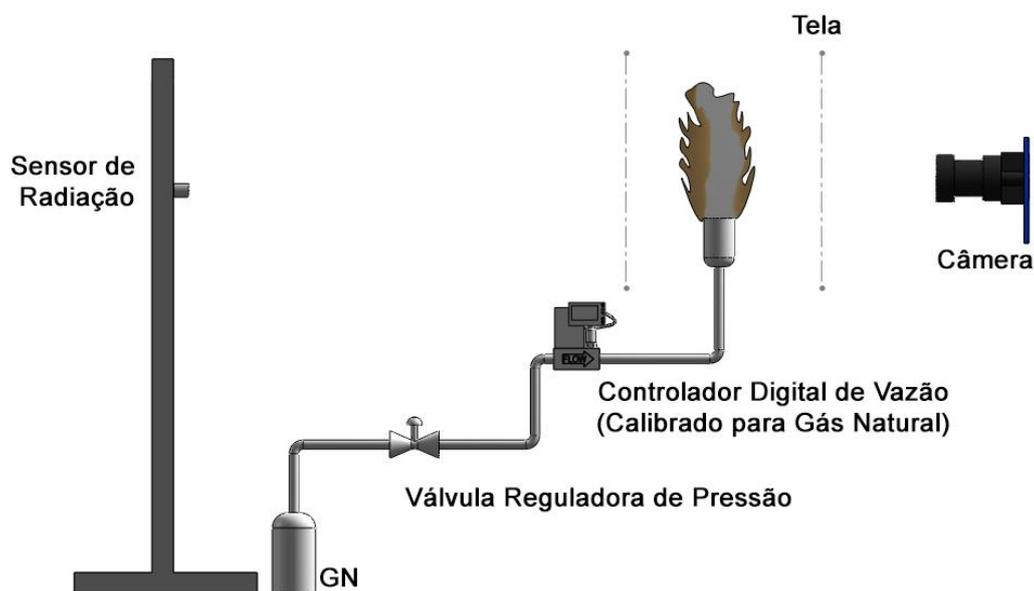 Tela
Sensor de
Radiação
Câmera
FLOW
Controlador Digital de Vazão
(Calibrado para Gás Natural)
Válvula Reguladora de Pressão
GN